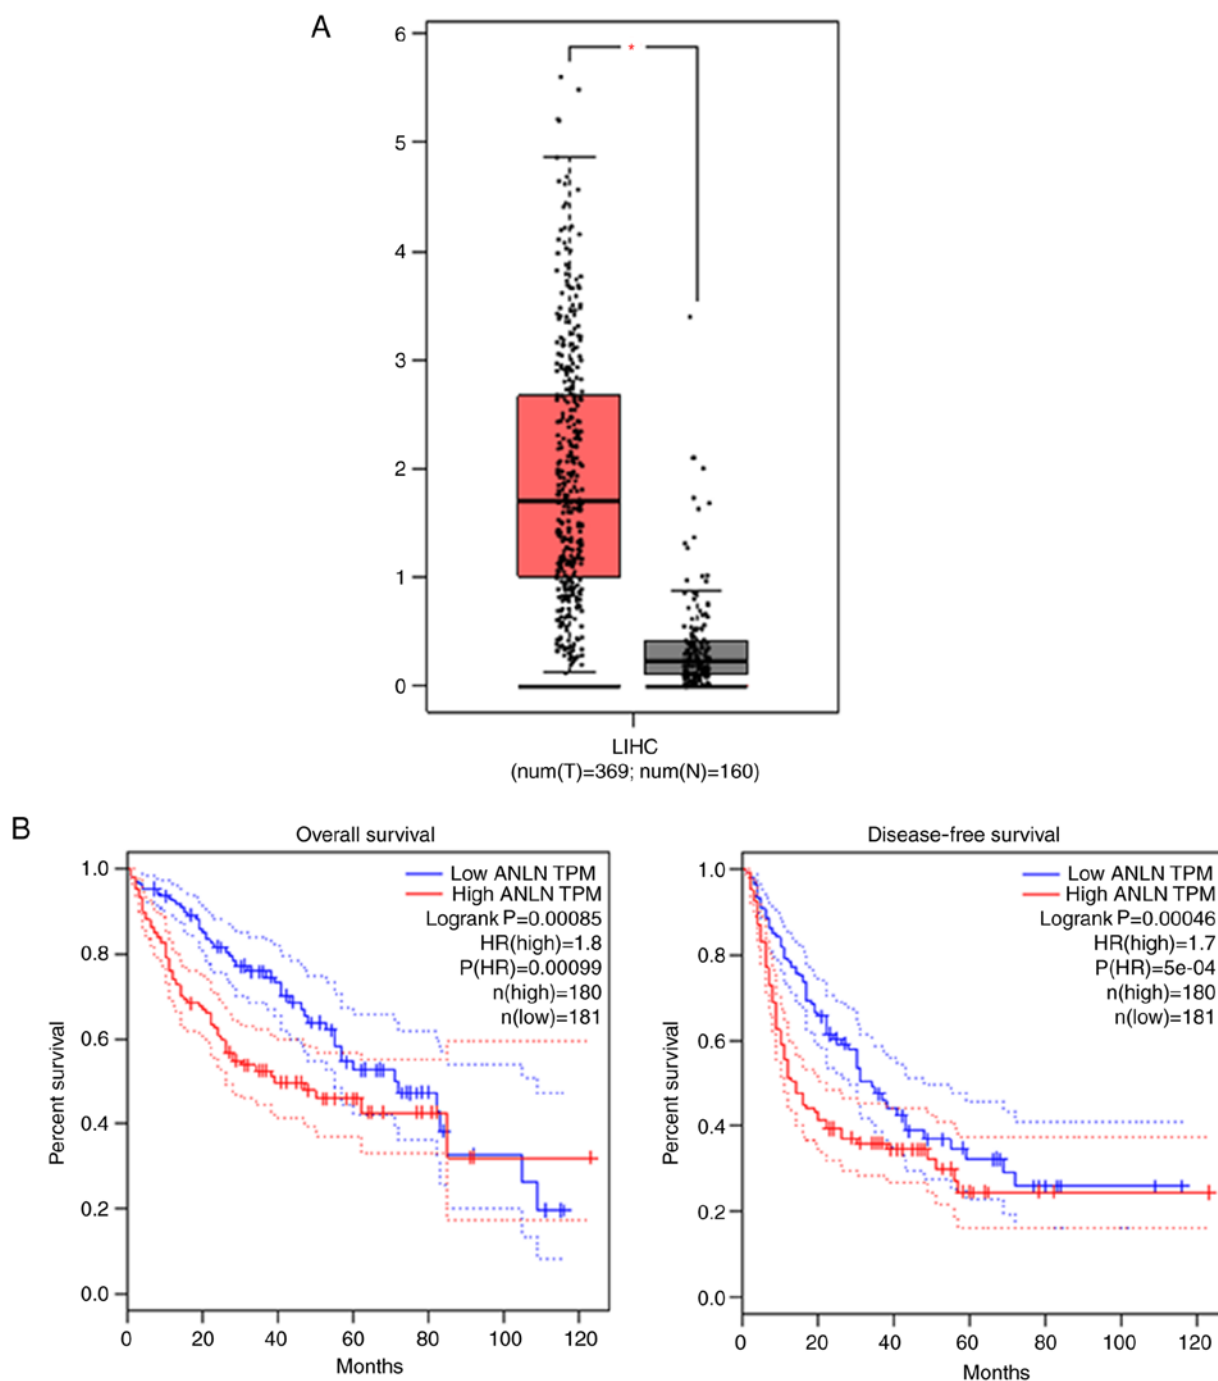 A
6
*
5
4
3
2
1
0
LIHC
(num(T)=369; num(N)=160)
B
Overall survival
1.0
0.8
0.6
0.4
0.2
0.0
Percent survival
Low ANLN TPM
High ANLN TPM
Logrank P=0.00085
HR(high)=1.8
P(HR)=0.00099
n(high)=180
n(low)=181
0 20 40 60 80 100 120
Months
Disease-free survival
1.0
0.8
0.6
0.4
0.2
0.0
Percent survival
Low ANLN TPM
High ANLN TPM
Logrank P=0.00046
HR(high)=1.7
P(HR)=5e-04
n(high)=180
n(low)=181
0 20 40 60 80 100 120
Months